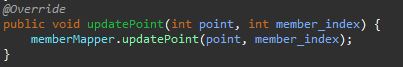 @Override
public void updatePoint(int point, int member_index) {
    memberMapper.updatePoint(point, member_index);
}